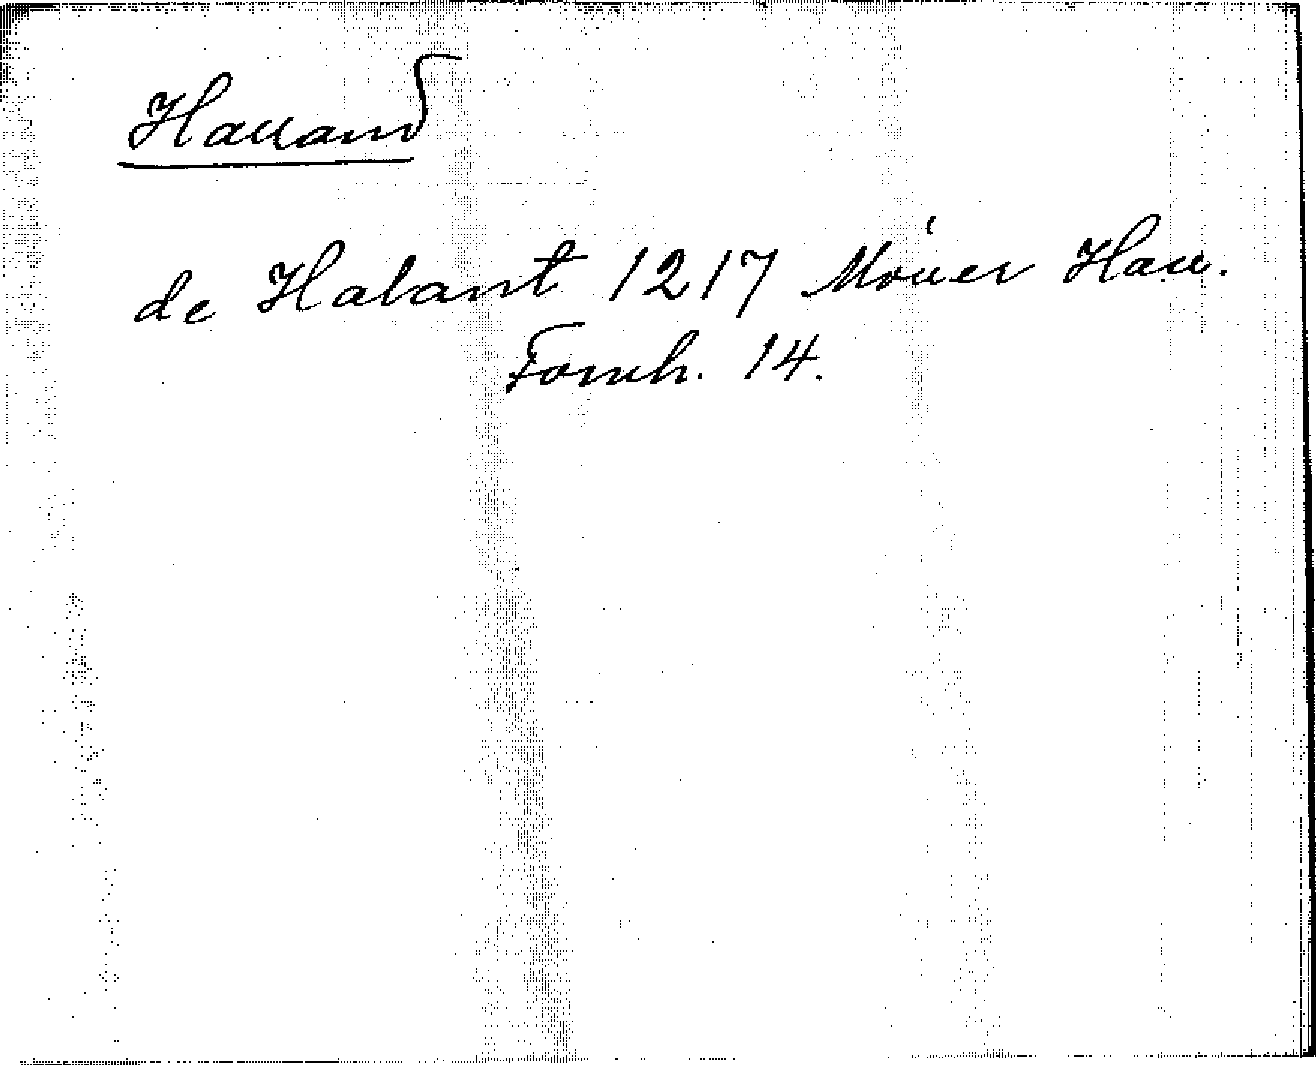 Halland
de Halant 1217 Möller Hall.
Fornh. 14.